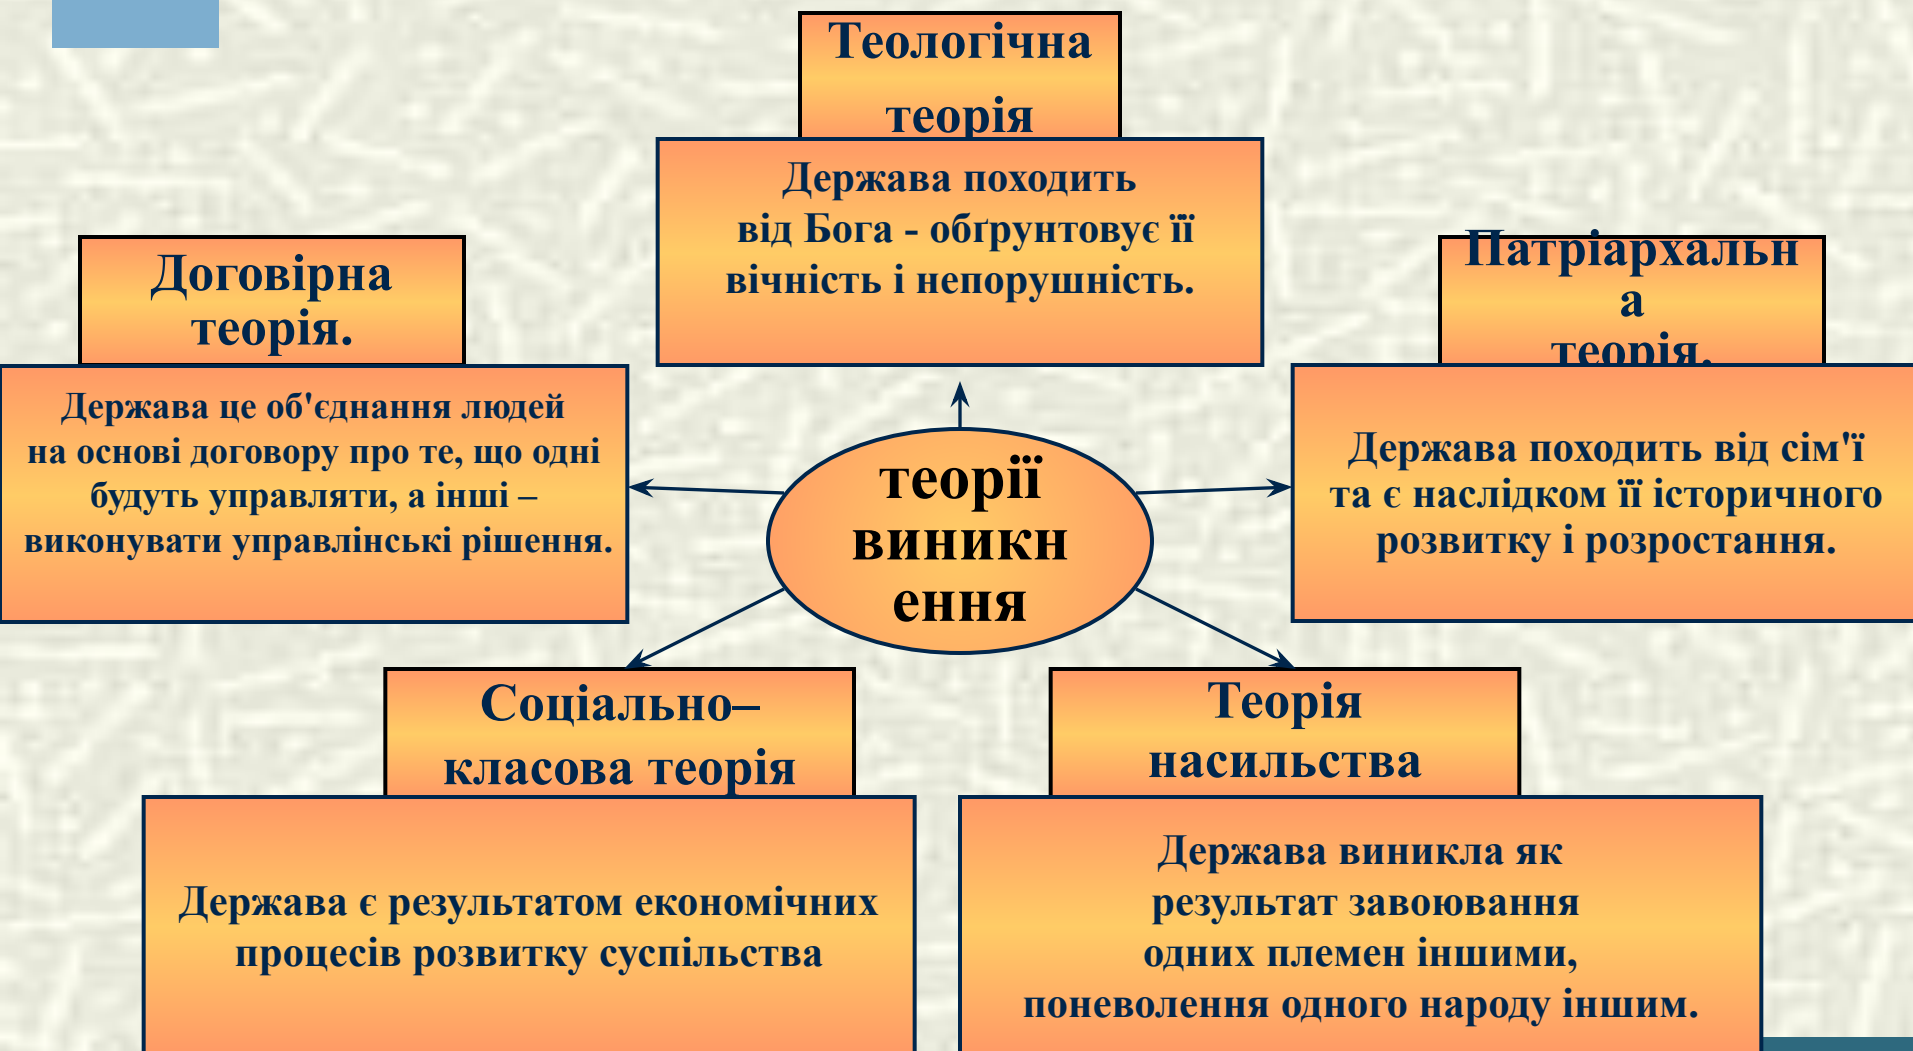 Теологічна
теорія
Держава походить
від Бога - обґрунтовує її
вічність і непорушність.
Договірна
теорія.
Держава це об'єднання людей
на основі договору про те, що одні
будуть управляти, а інші –
виконувати управлінські рішення.
Патріархальн
а
теорія.
Держава походить від сім'ї
та є наслідком її історичного
розвитку і розростання.
теорії
виникн
ення
Соціально–
класова теорія
Держава є результатом економічних
процесів розвитку суспільства
Теорія
насильства
Держава виникла як
результат завоювання
одних племен іншими,
поневолення одного народу іншим.